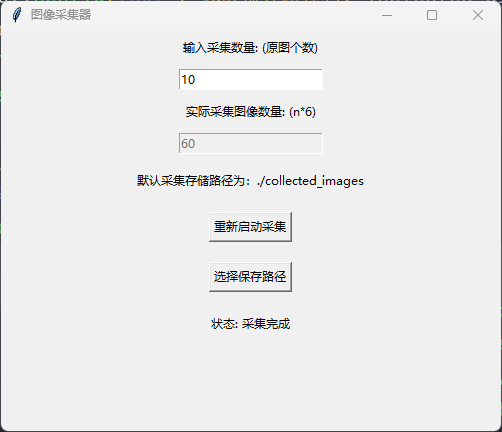 图像采集器
输入采集数量: (原图个数)
10
实际采集图像数量: (n*6)
60
默认采集存储路径为：./collected_images
重新启动采集
选择保存路径
状态: 采集完成